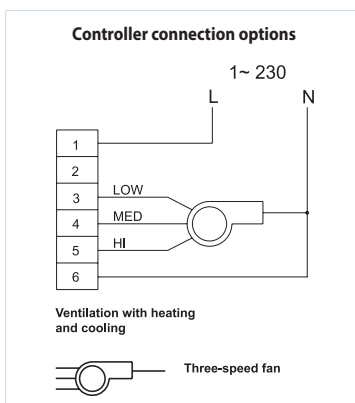 Controller connection options
1~ 230
L N
1
2
3 LOW
4 MED
5 HI
6
Ventilation with heating
and cooling
Three-speed fan